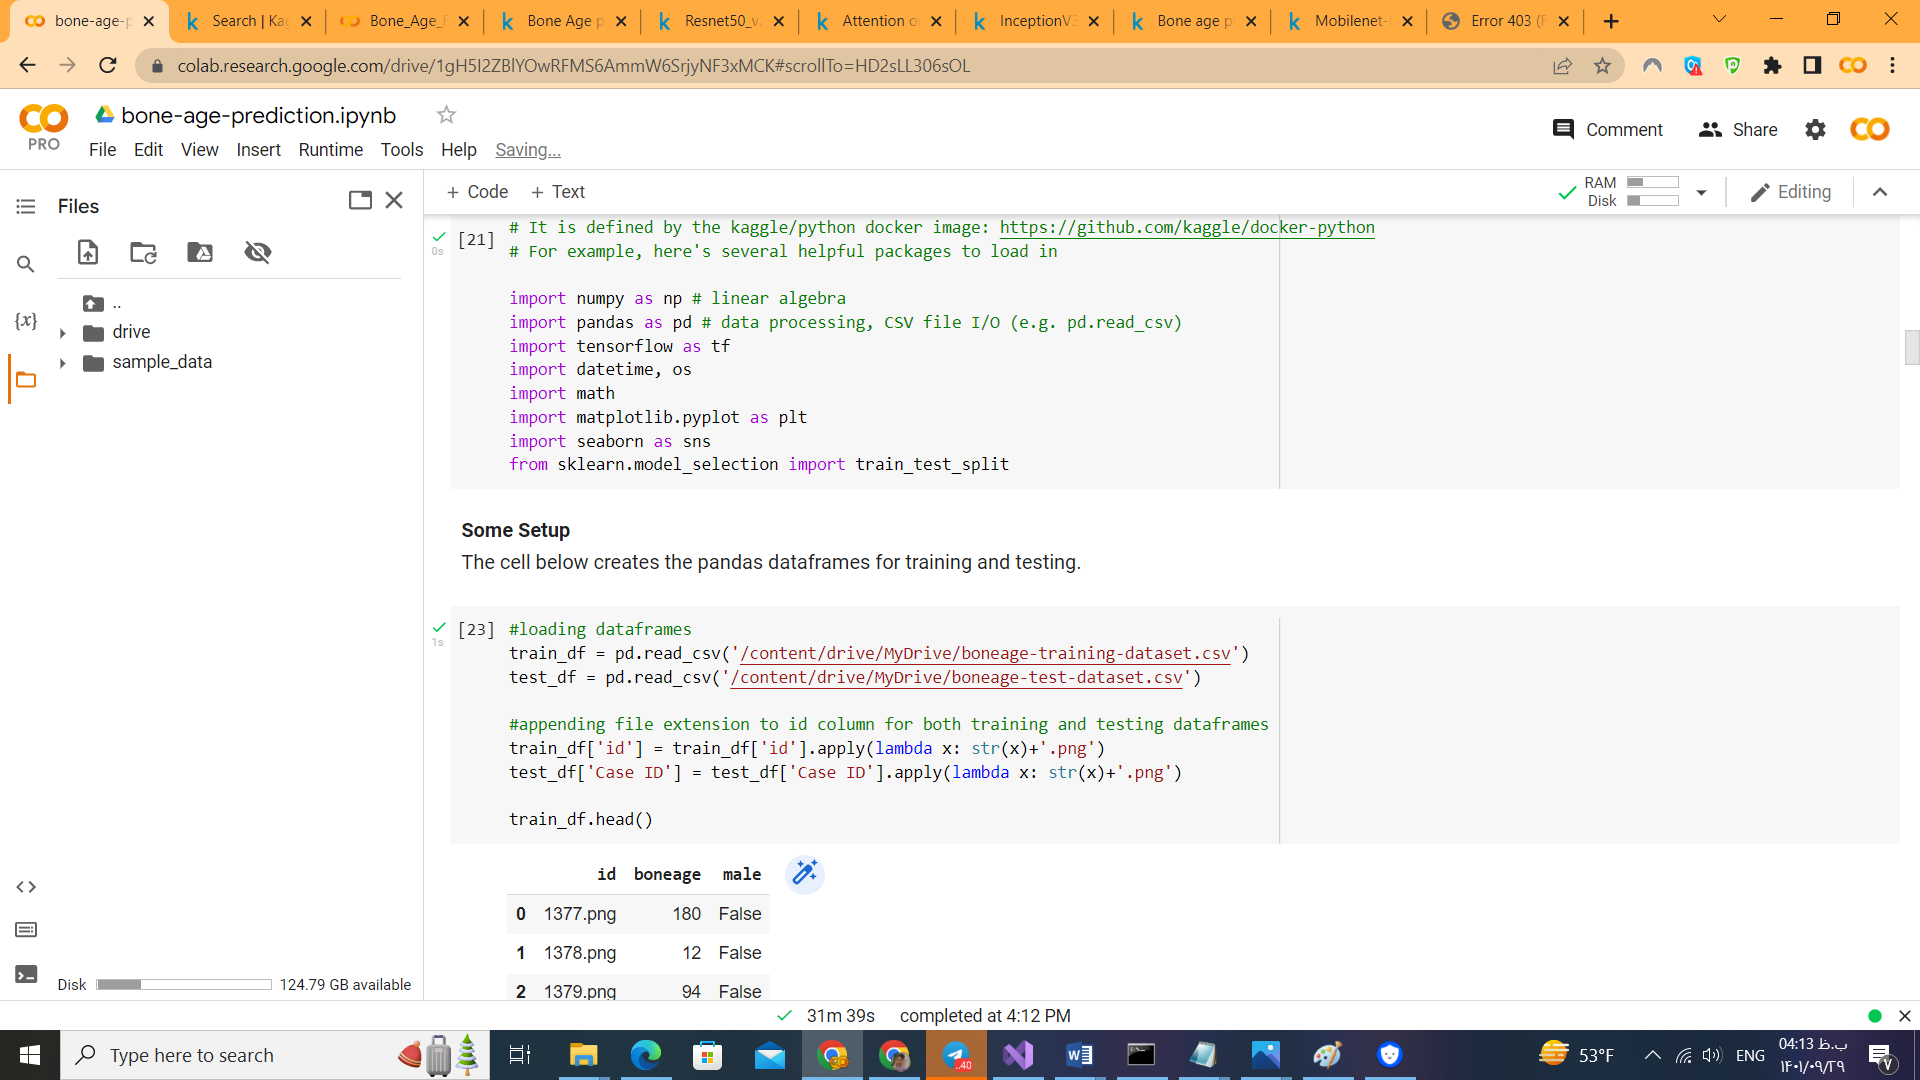 bone-age-p
Search | Kag
Bone_Age_F
Bone Age p
Resnet50_v
Attention o
InceptionV3
Bone age p
Mobilenet-
Error 403 (F
colab.research.google.com/drive/1gH5I2ZBlYOwRFMS6AmmW6SrjyNF3xMCK#scrollTo=HD2sLL306sOL
PRO
bone-age-prediction.ipynb
File Edit View Insert Runtime Tools Help Saving...
Comment Share
Files
+ Code + Text
RAM
Disk
Editing
..
drive
sample_data
Disk 124.79 GB available
[21]
0s
# It is defined by the kaggle/python docker image: https://github.com/kaggle/docker-python
# For example, here's several helpful packages to load in
import numpy as np # linear algebra
import pandas as pd # data processing, CSV file I/O (e.g. pd.read_csv)
import tensorflow as tf
import datetime, os
import math
import matplotlib.pyplot as plt
import seaborn as sns
from sklearn.model_selection import train_test_split
Some Setup
The cell below creates the pandas dataframes for training and testing.
[23]
1s
#loading dataframes
train_df = pd.read_csv('/content/drive/MyDrive/boneage-training-dataset.csv')
test_df = pd.read_csv('/content/drive/MyDrive/boneage-test-dataset.csv')
#appending file extension to id column for both training and testing dataframes
train_df['id'] = train_df['id'].apply(lambda x: str(x)+'.png')
test_df['Case ID'] = test_df['Case ID'].apply(lambda x: str(x)+'.png')
train_df.head()
id boneage male
0 1377.png 180 False
1 1378.png 12 False
2 1379.png 94 False
31m 39s completed at 4:12 PM
Type here to search
..40
53°F
ENG
04:13 ب.ظ
۱۴۰۱/۰۹/۲۹